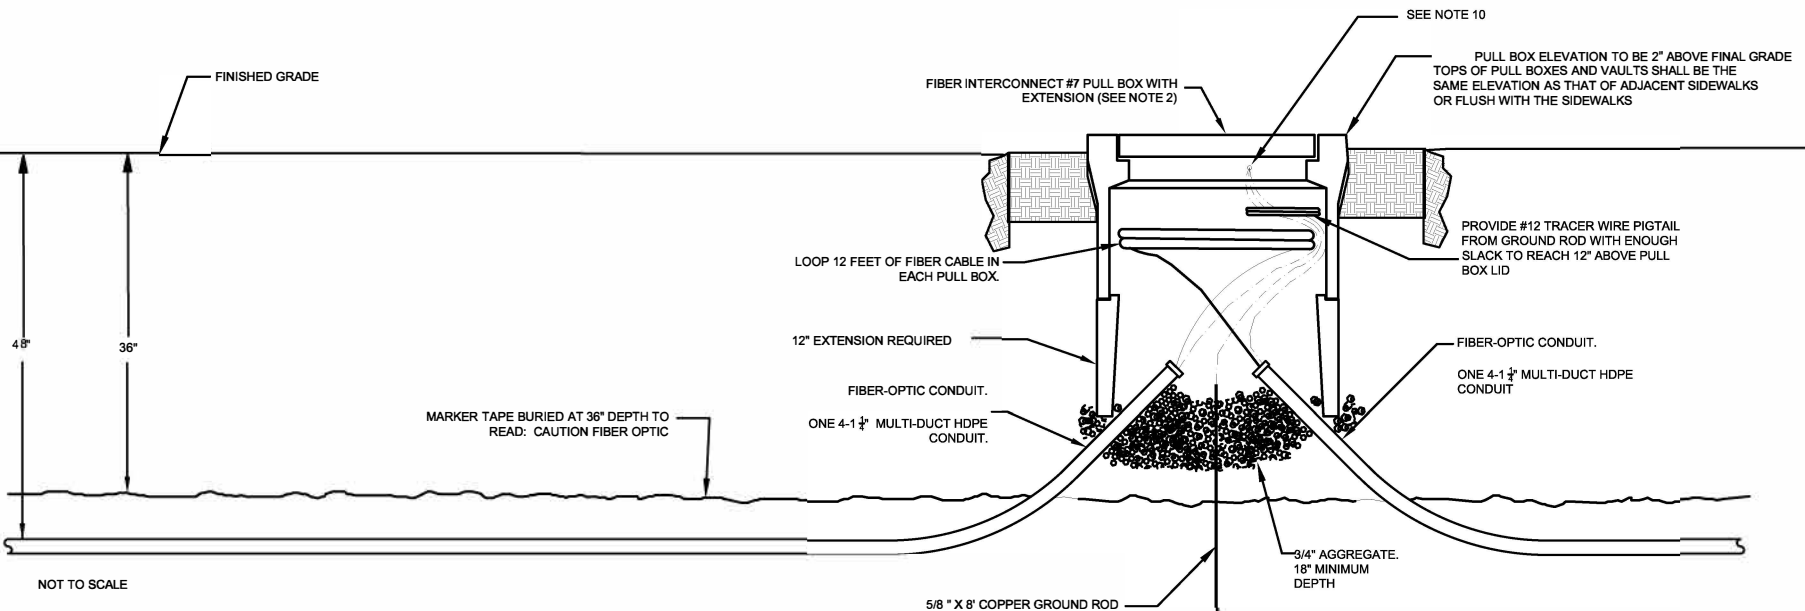 SEE NOTE 10
FINISHED GRADE
FIBER INTERCONNECT #7 PULL BOX WITH
EXTENSION (SEE NOTE 2)
PULL BOX ELEVATION TO BE 2" ABOVE FINAL GRADE
TOPS OF PULL BOXES AND VAULTS SHALL BE THE
SAME ELEVATION AS THAT OF ADJACENT SIDEWALKS
OR FLUSH WITH THE SIDEWALKS
PROVIDE #12 TRACER WIRE PIGTAIL
FROM GROUND ROD WITH ENOUGH
SLACK TO REACH 12" ABOVE PULL
BOX LID
LOOP 12 FEET OF FIBER CABLE IN
EACH PULL BOX.
48"
36"
12" EXTENSION REQUIRED
FIBER-OPTIC CONDUIT.
ONE 4-1 ¼" MULTI-DUCT HDPE
CONDUIT
FIBER-OPTIC CONDUIT.
ONE 4-1 ¼" MULTI-DUCT HDPE
CONDUIT.
MARKER TAPE BURIED AT 36" DEPTH TO
READ: CAUTION FIBER OPTIC
3/4" AGGREGATE.
18" MINIMUM
DEPTH
NOT TO SCALE
5/8 " X 8' COPPER GROUND ROD